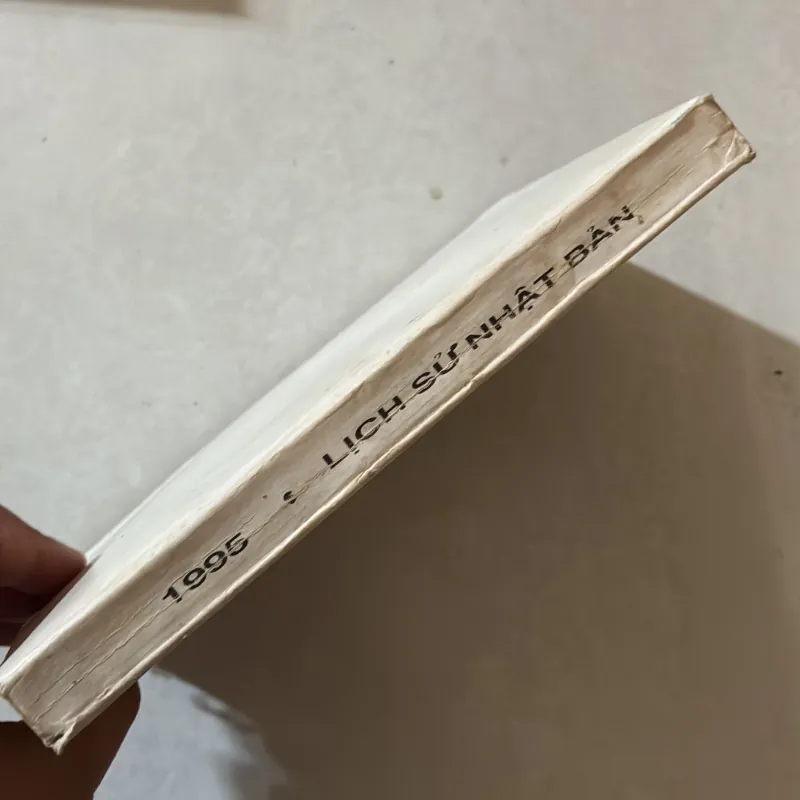 1995 • LỊCH SỬ NHẬT BẢN